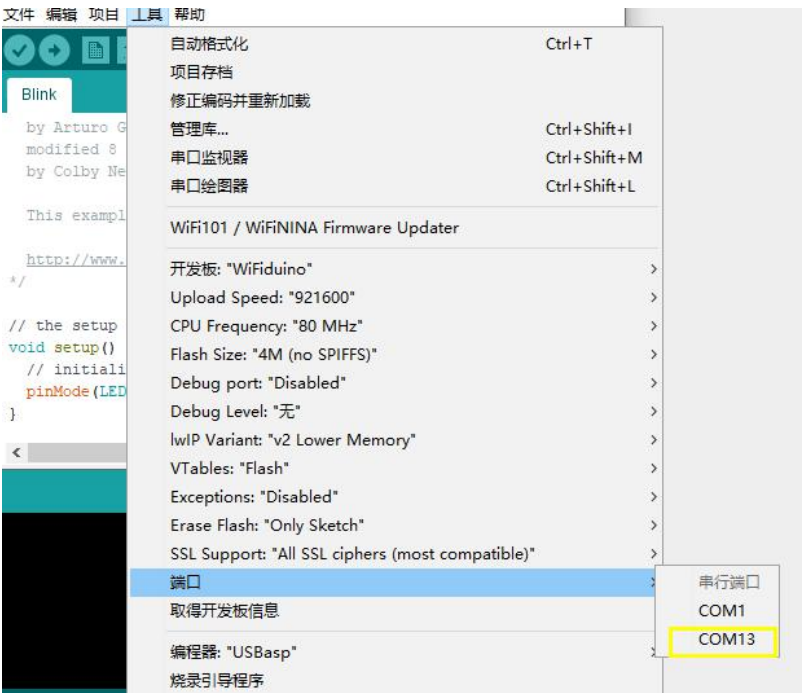 文件 编辑 项目 工具 帮助
Blink
by Arturo G
modified 8
by Colby Ne
This exampl
http://www.
*/
// the setup
void setup()
// initiali
pinMode(LED
}
自动格式化 Ctrl+T
项目存档
修正编码并重新加载
管理库... Ctrl+Shift+I
串口监视器 Ctrl+Shift+M
串口绘图器 Ctrl+Shift+L
WiFi101 / WiFiNINA Firmware Updater
开发板: "WiFiduino"
Upload Speed: "921600"
CPU Frequency: "80 MHz"
Flash Size: "4M (no SPIFFS)"
Debug port: "Disabled"
Debug Level: "无"
lwIP Variant: "v2 Lower Memory"
VTables: "Flash"
Exceptions: "Disabled"
Erase Flash: "Only Sketch"
SSL Support: "All SSL ciphers (most compatible)"
端口
取得开发板信息
编程器: "USBasp"
烧录引导程序
串行端口
COM1
COM13